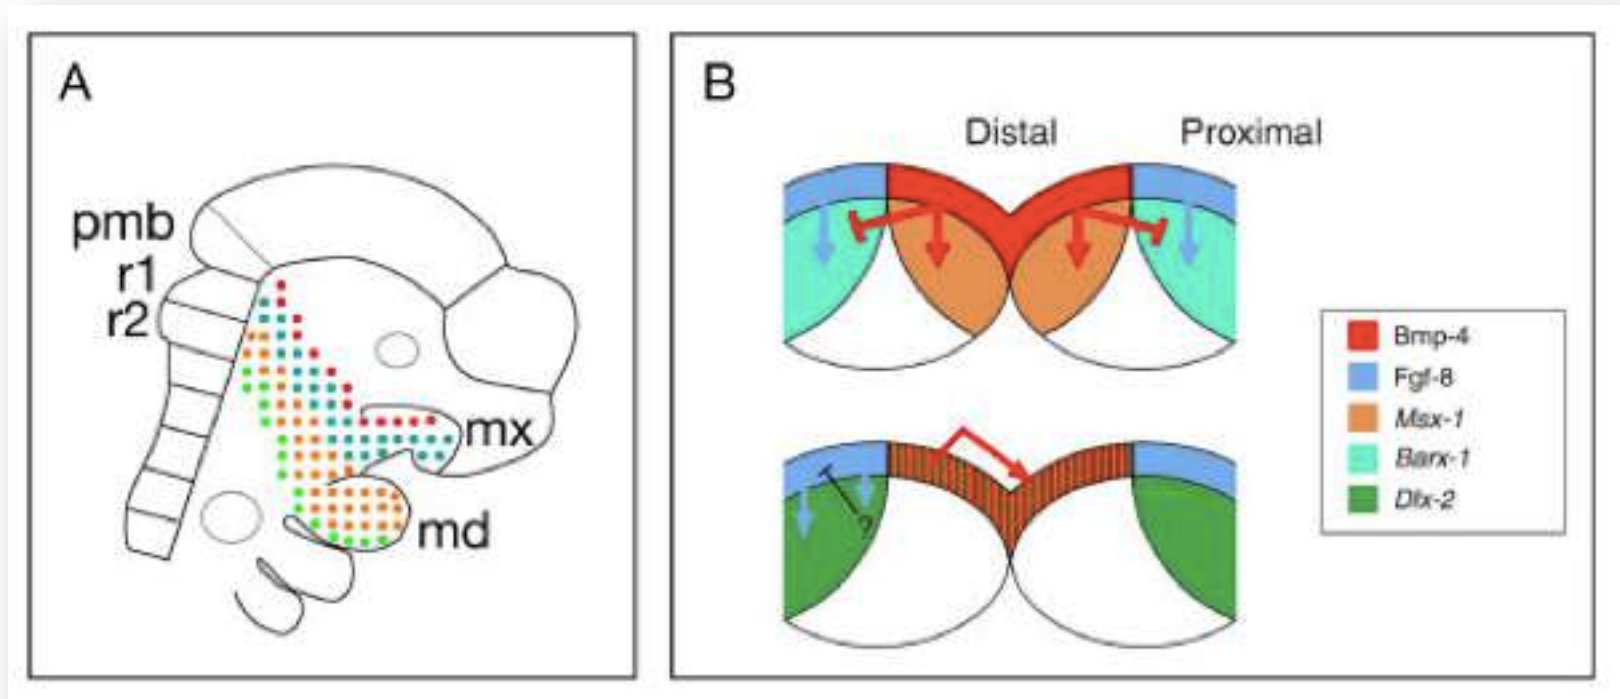 A
pmb
r1
r2
mx
md
B
Distal
Proximal
?
Bmp-4
Fgf-8
Msx-1
Barx-1
Dlx-2